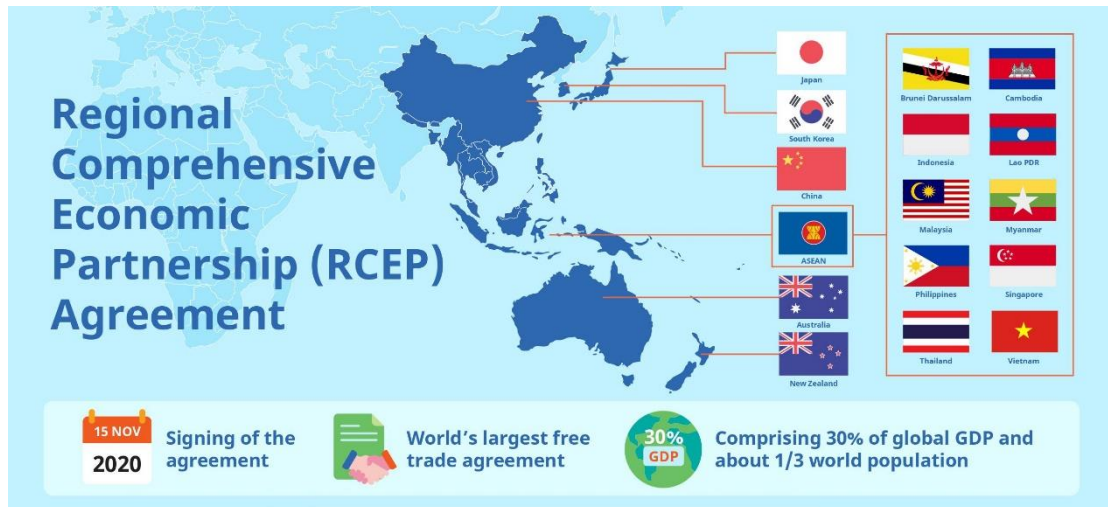 Regional
Comprehensive
Economic
Partnership (RCEP)
Agreement
Japan
South Korea
China
ASEAN
Australia
New Zealand
Brunei Darussalam
Cambodia
Indonesia
Lao PDR
Malaysia
Myanmar
Philippines
Singapore
Thailand
Vietnam
15 NOV
2020
Signing of the
agreement
World's largest free
trade agreement
30%
GDP
Comprising 30% of global GDP and
about 1/3 world population